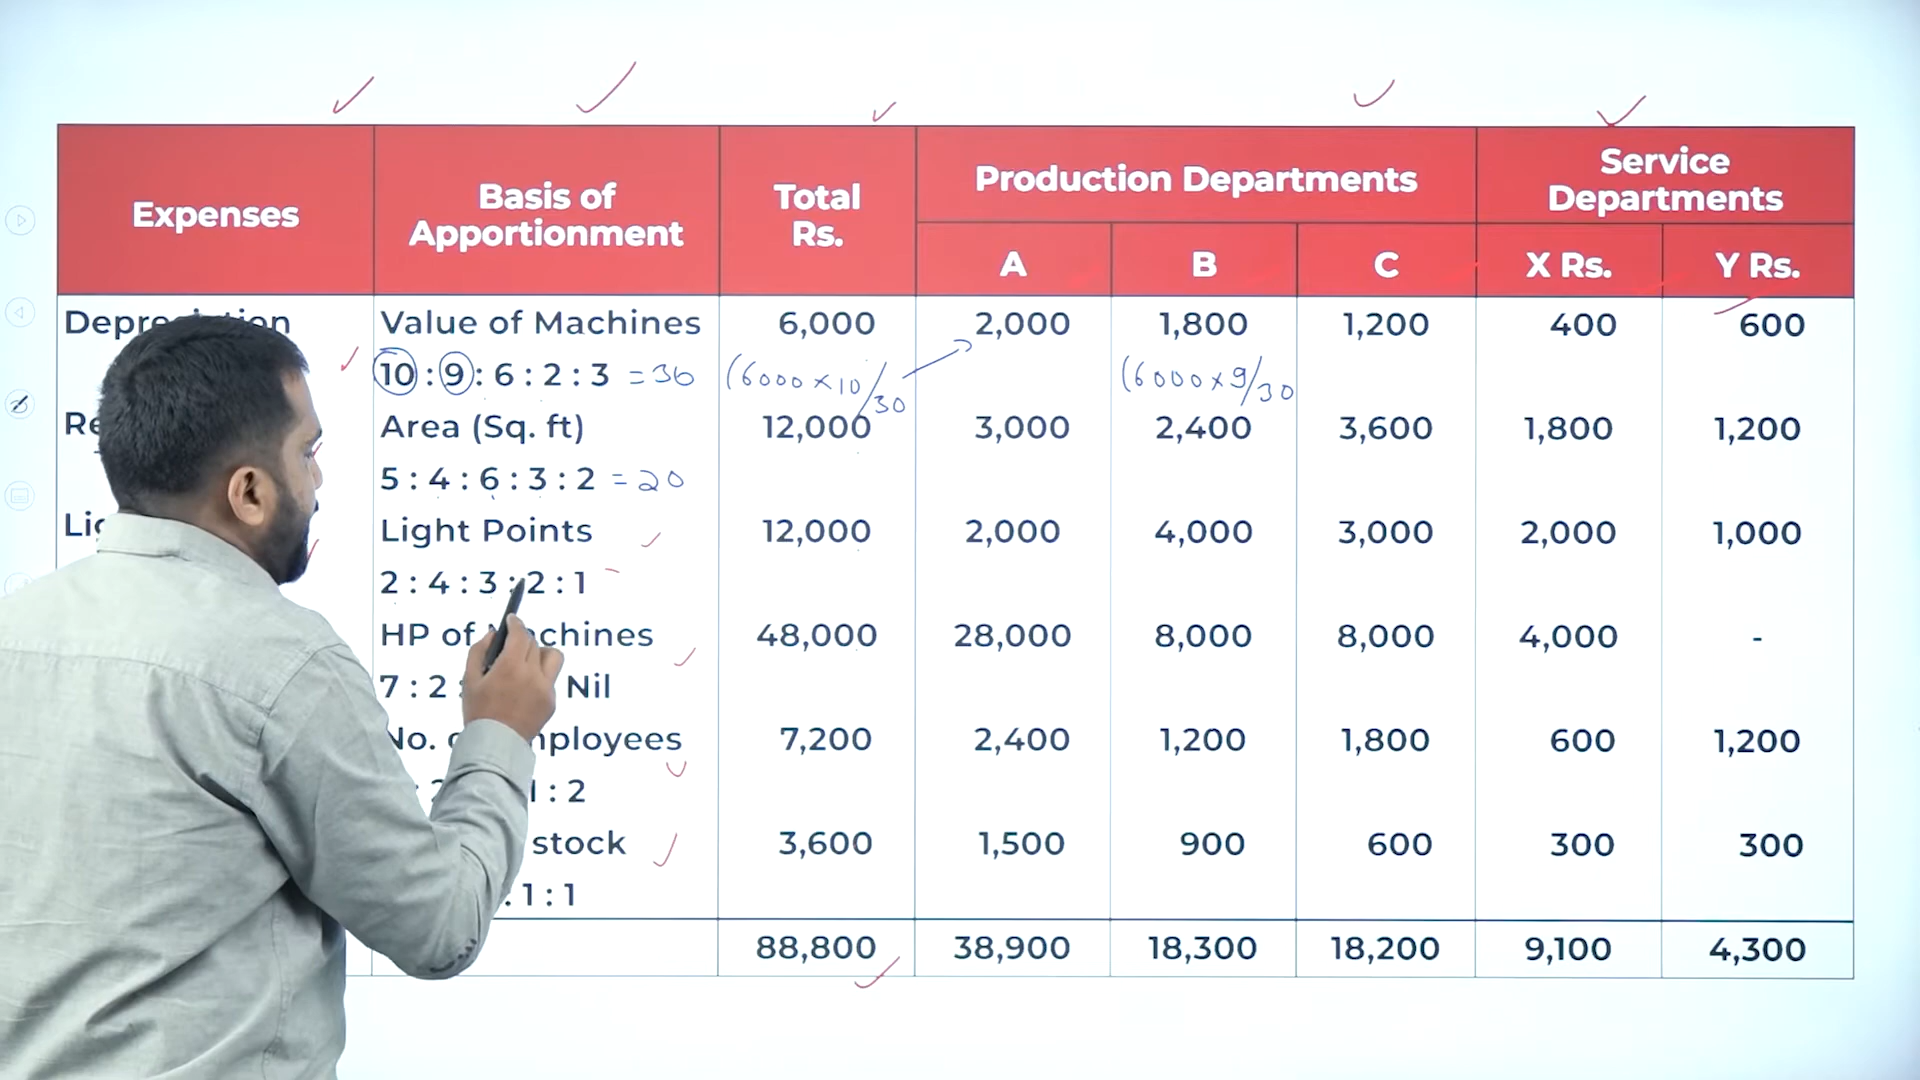 Expenses
Basis of Apportionment
Total Rs.
Production Departments
Service Departments
A B C X Rs. Y Rs.
Value of Machines 6,000 2,000 1,800 1,200 400 600
10 : 9 : 6 : 2 : 3 = 30 (6000 × 10/30 (6000 × 9/30
Area (Sq. ft) 12,000 3,000 2,400 3,600 1,800 1,200
5 : 4 : 6 : 3 : 2 = 20
Light Points 12,000 2,000 4,000 3,000 2,000 1,000
2 : 4 : 3 : 2 : 1
HP of Machines 48,000 28,000 8,000 8,000 4,000 -
7 : 2 : Nil
No. of Employees 7,200 2,400 1,200 1,800 600 1,200
: 2
stock 3,600 1,500 900 600 300 300
: 1 : 1
88,800 38,900 18,300 18,200 9,100 4,300